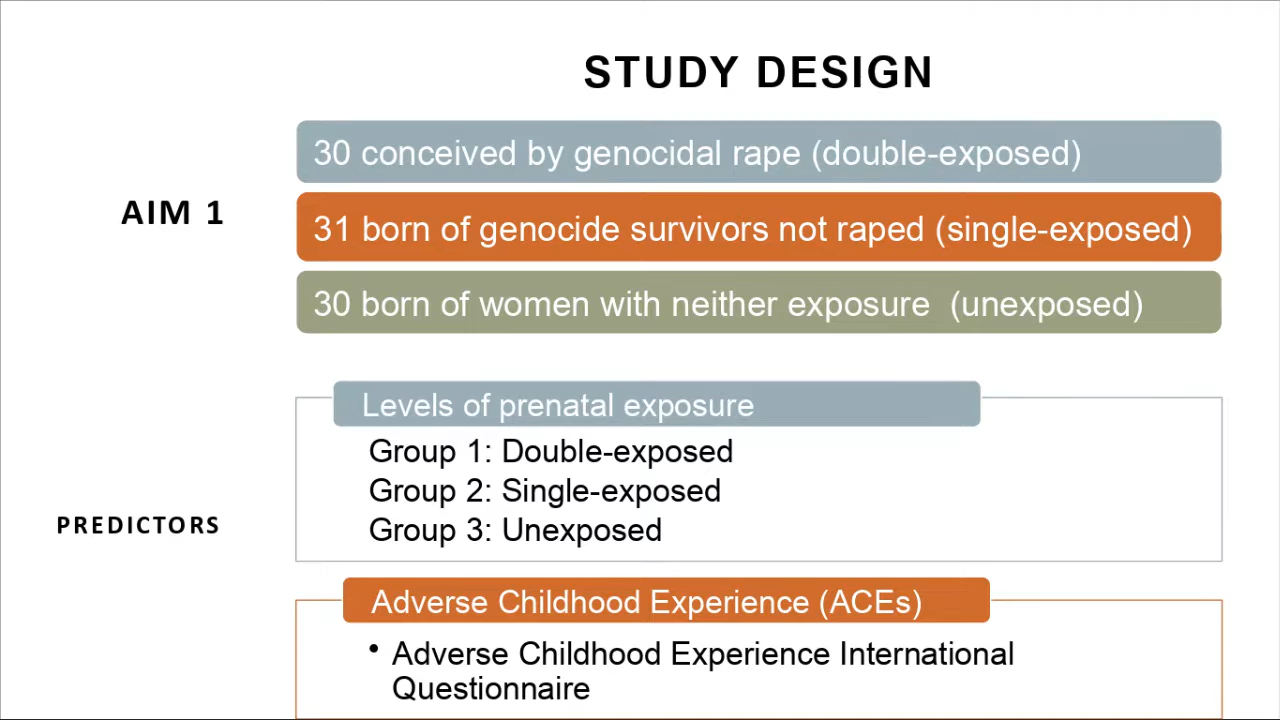 STUDY DESIGN
30 conceived by genocidal rape (double-exposed)
AIM 1
31 born of genocide survivors not raped (single-exposed)
30 born of women with neither exposure (unexposed)
Levels of prenatal exposure
Group 1: Double-exposed
Group 2: Single-exposed
PREDICTORS
Group 3: Unexposed
Adverse Childhood Experience (ACEs)
• Adverse Childhood Experience International
Questionnaire